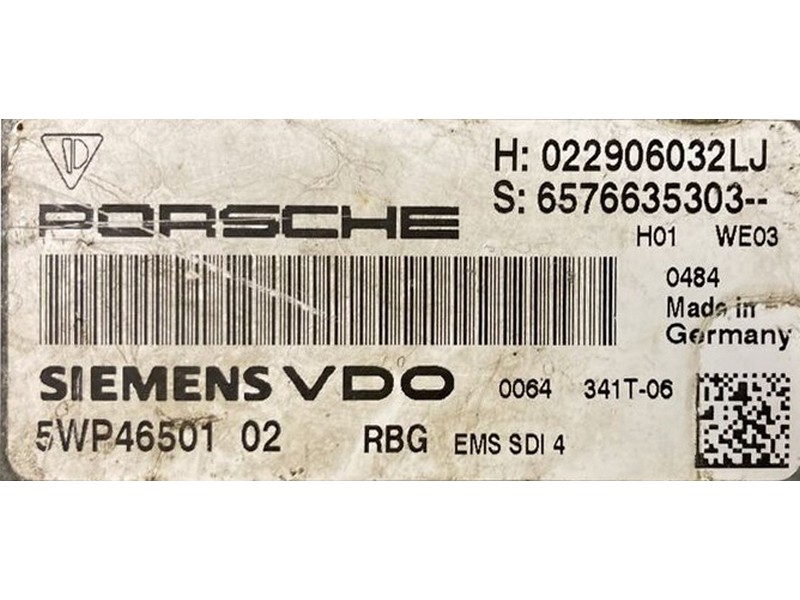 H: 022906032LJ
PORSCHE
S: 6576635303--
H01 WE03
0484
Made in
Germany
SIEMENS VDO 0064 341T-06
5WP46501 02 RBG EMS SDI 4